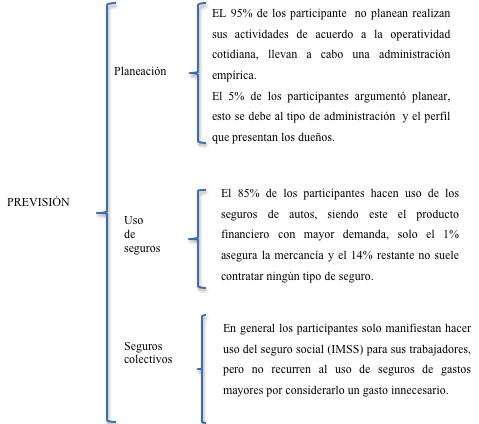 EL 95% de los participante no planean realizan
sus actividades de acuerdo a la operatividad
cotidiana, llevan a cabo una administración
empírica.
Planeación
El 5% de los participantes argumentó planear,
esto se debe al tipo de administración y el perfil
que presentan los dueños.
PREVISIÓN
El 85% de los participantes hacen uso de los
seguros de autos, siendo este el producto
financiero con mayor demanda, solo el 1%
asegura la mercancía y el 14% restante no suele
contratar ningún tipo de seguro.
Uso
de
seguros
En general los participantes solo manifiestan hacer
uso del seguro social (IMSS) para sus trabajadores,
pero no recurren al uso de seguros de gastos
mayores por considerarlo un gasto innecesario.
Seguros
colectivos